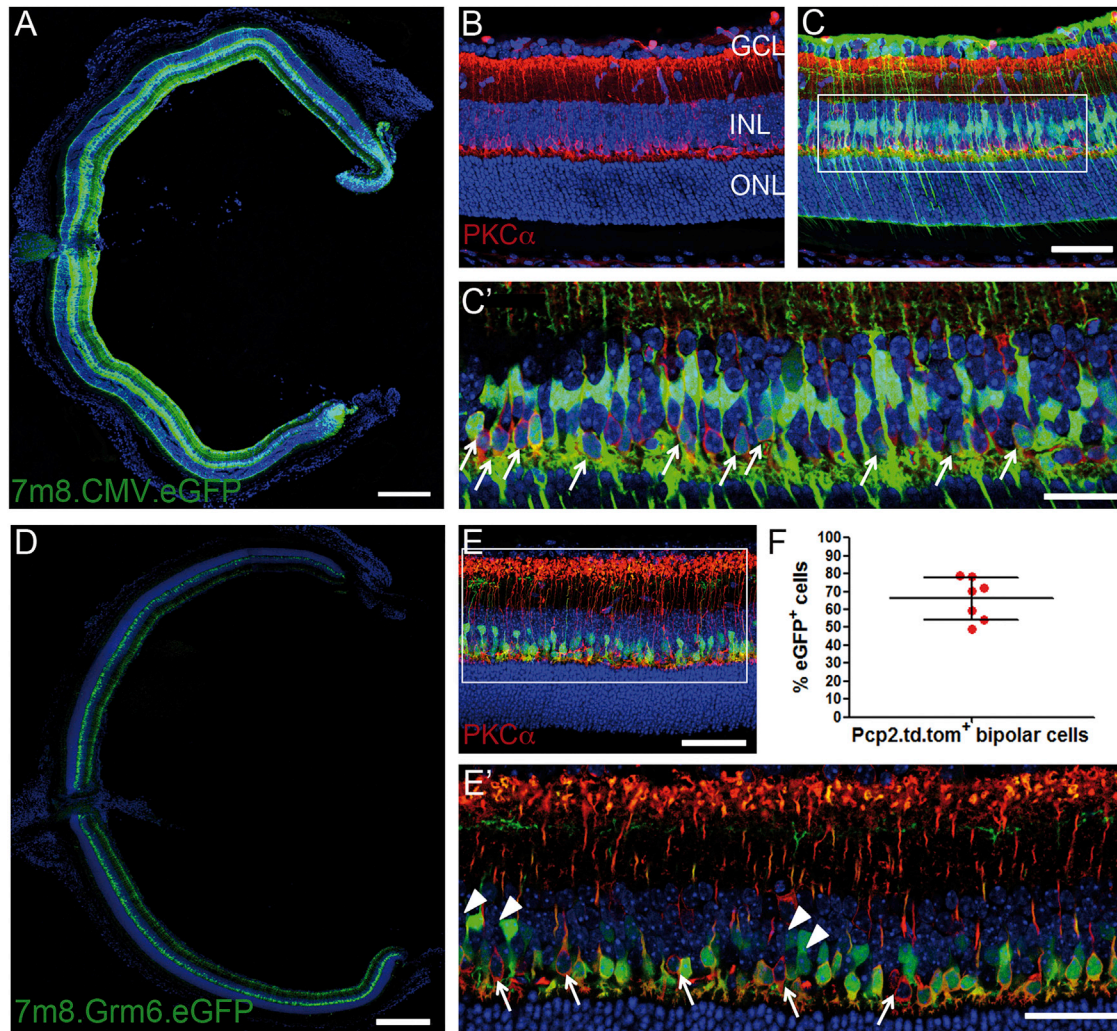 A
7m8.CMV.eGFP
B
GCL
INL
ONL
PKCα
C
C'
D
7m8.Grm6.eGFP
E
PKCα
F
100
90
80
70
60
50
40
30
20
10
0
% eGFP+ cells
Pcp2.td.tom+ bipolar cells
E'